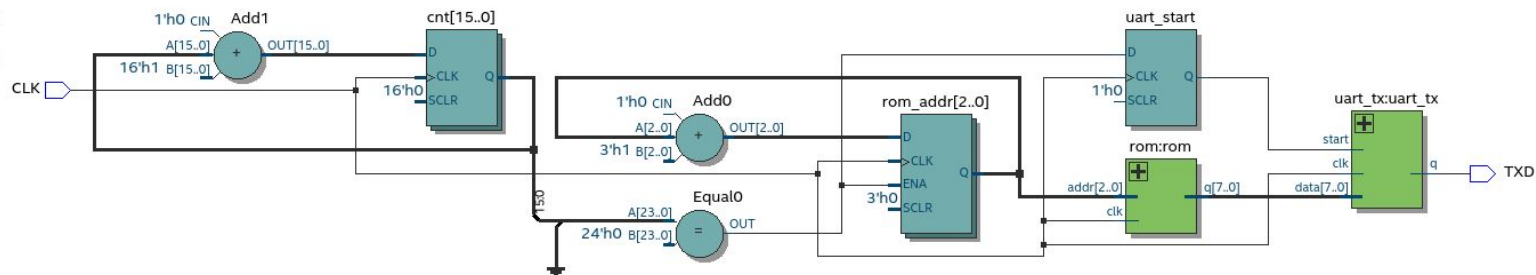 CLK
1'h0 CIN
Add1
A[15..0]
OUT[15..0]
16'h1 B[15..0]
+
cnt[15..0]
D
CLK
Q
16'h0
SCLR
15:0
1'h0 CIN
Add0
A[2..0]
OUT[2..0]
3'h1 B[2..0]
+
Equal0
A[23..0]
OUT
24'h0 B[23..0]
=
rom_addr[2..0]
D
CLK
Q
ENA
3'h0
SCLR
uart_start
D
CLK
Q
1'h0
SCLR
rom:rom
addr[2..0]
q[7..0]
clk
uart_tx:uart_tx
start
clk
q
data[7..0]
TXD